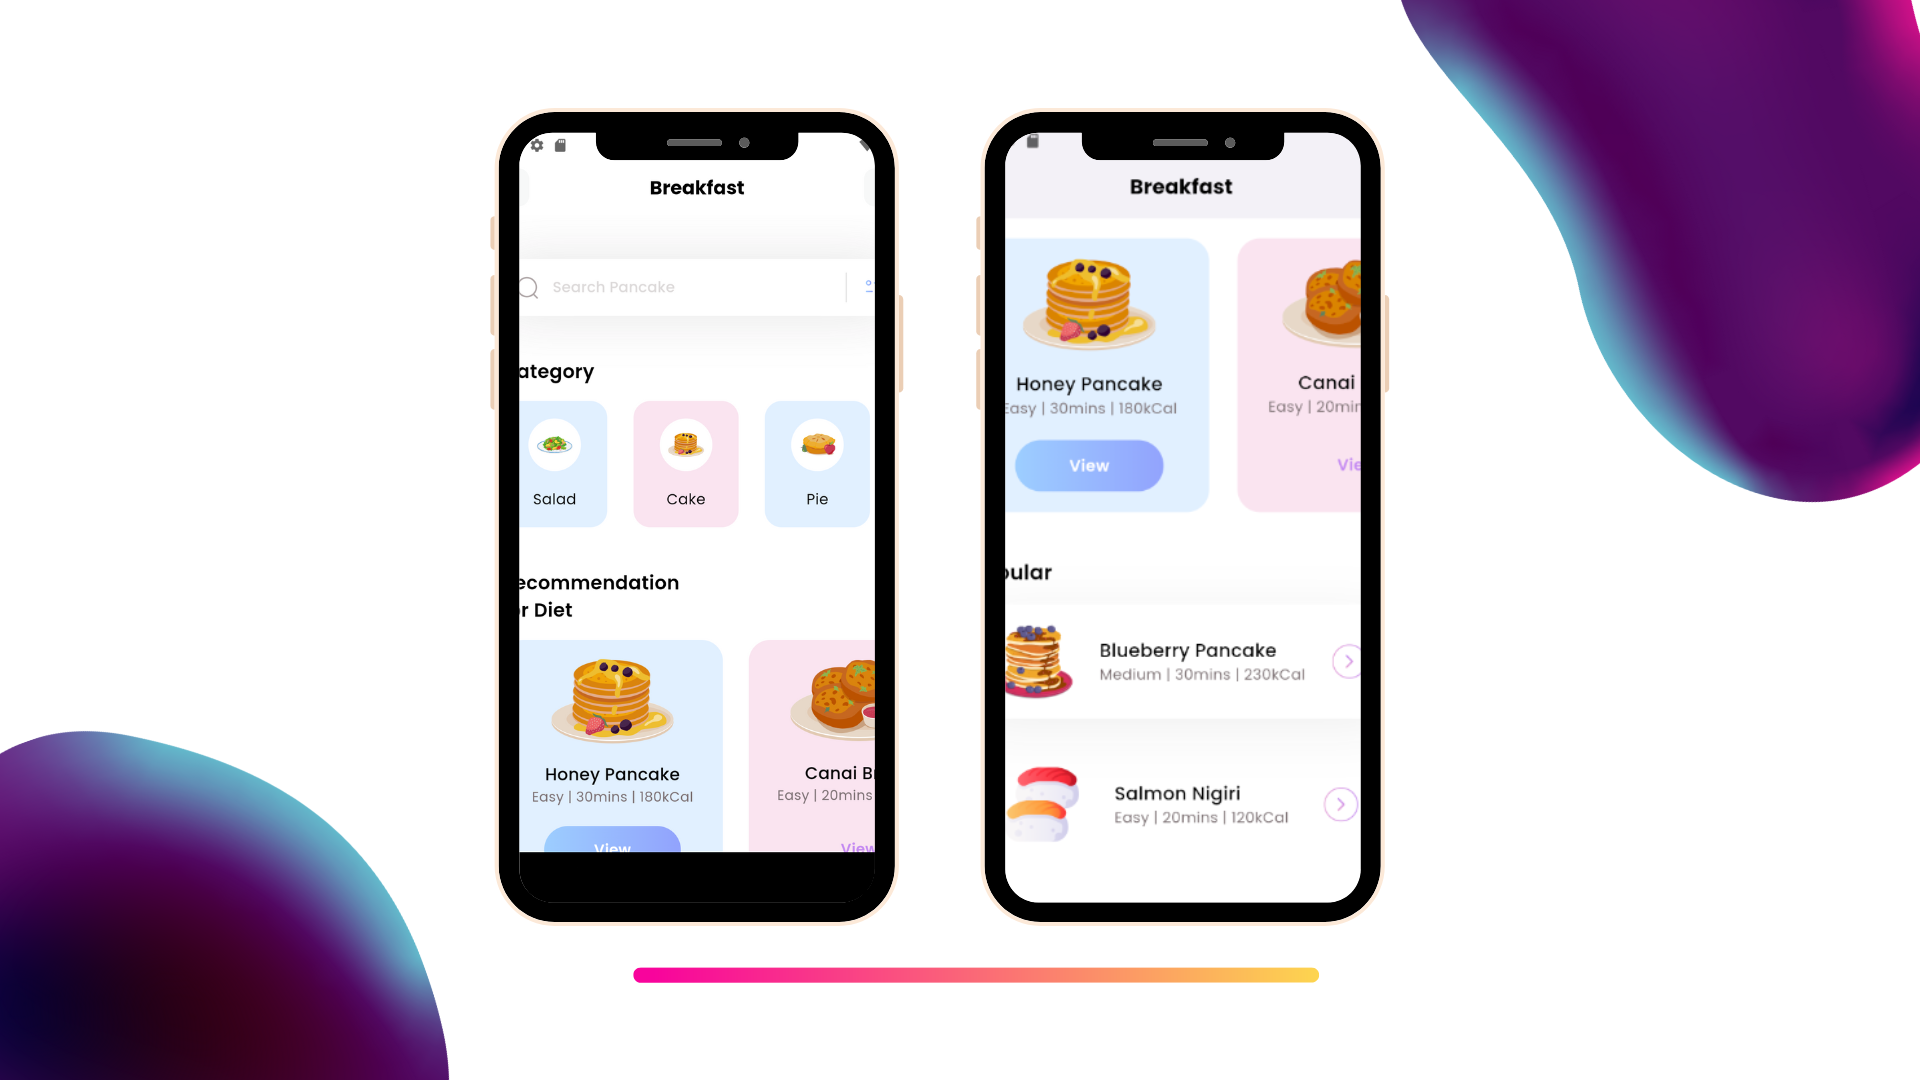 Breakfast
Search Pancake
ategory
Salad
Cake
Pie
ecommendation
r Diet
Honey Pancake
Easy | 30mins | 180kCal
View
Canai B
Easy | 20mins
View
Breakfast
Honey Pancake
Easy | 30mins | 180kCal
View
Canai
Easy | 20min
Vie
pular
Blueberry Pancake
Medium | 30mins | 230kCal
Salmon Nigiri
Easy | 20mins | 120kCal